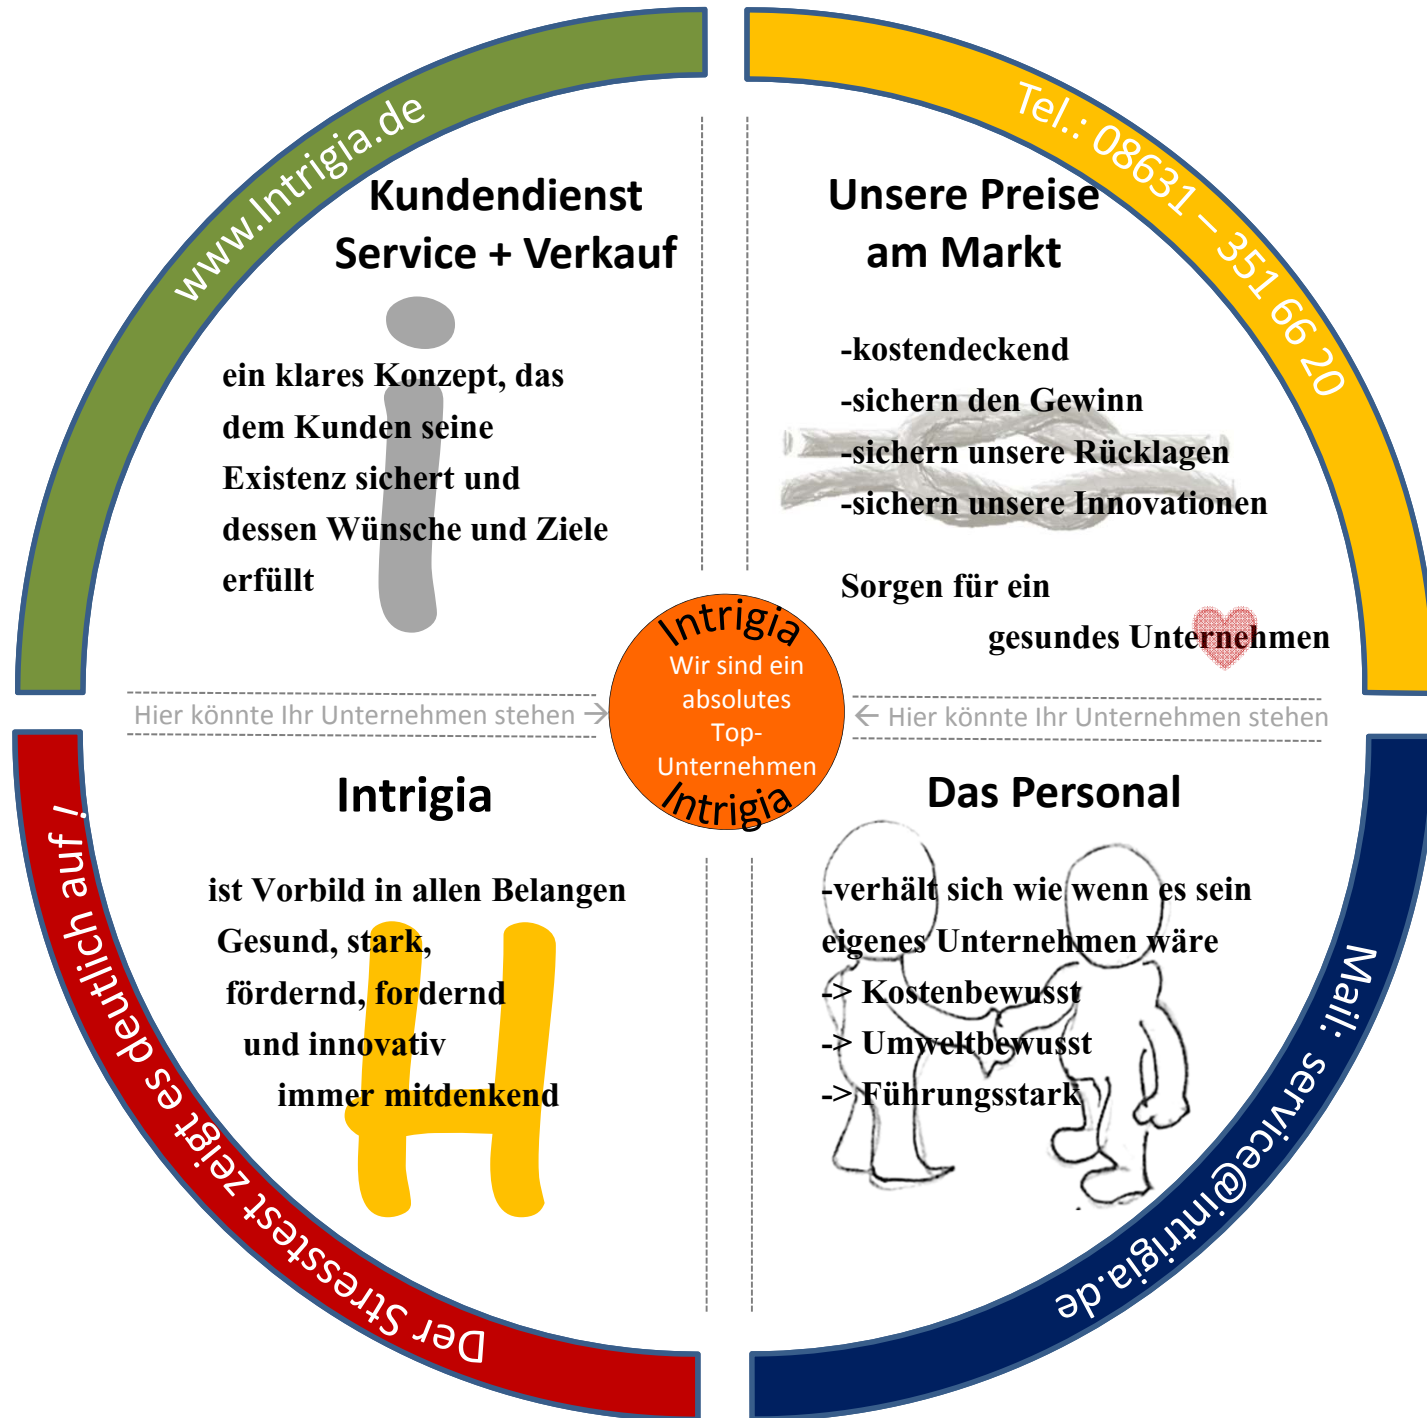 www.Intrigia.de
Tel.: 08631 – 351 66 20
Kundendienst
Service + Verkauf
ein klares Konzept, das
dem Kunden seine
Existenz sichert und
dessen Wünsche und Ziele
erfüllt
Unsere Preise
am Markt
-kostendeckend
-sichern den Gewinn
-sichern unsere Rücklagen
-sichern unsere Innovationen
Sorgen für ein
gesundes Unternehmen
Hier könnte Ihr Unternehmen stehen →
Intrigia
Wir sind ein
absolutes
Top-
Unternehmen
Intrigia
← Hier könnte Ihr Unternehmen stehen
Intrigia
ist Vorbild in allen Belangen
Gesund, stark,
fördernd, fordernd
und innovativ
immer mitdenkend
Das Personal
-verhält sich wie wenn es sein
eigenes Unternehmen wäre
-> Kostenbewusst
-> Umweltbewusst
-> Führungsstark
Der Stresstest zeigt es deutlich auf !
Mail: service@intrigia.de